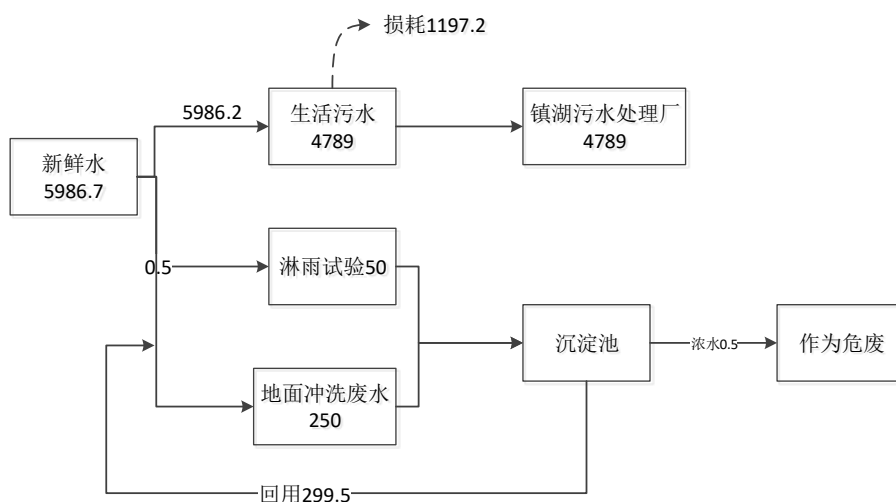 损耗1197.2
5986.2
生活污水
4789
镇湖污水处理厂
4789
新鲜水
5986.7
0.5
淋雨试验50
沉淀池
浓水0.5
作为危废
地面冲洗废水
250
回用299.5